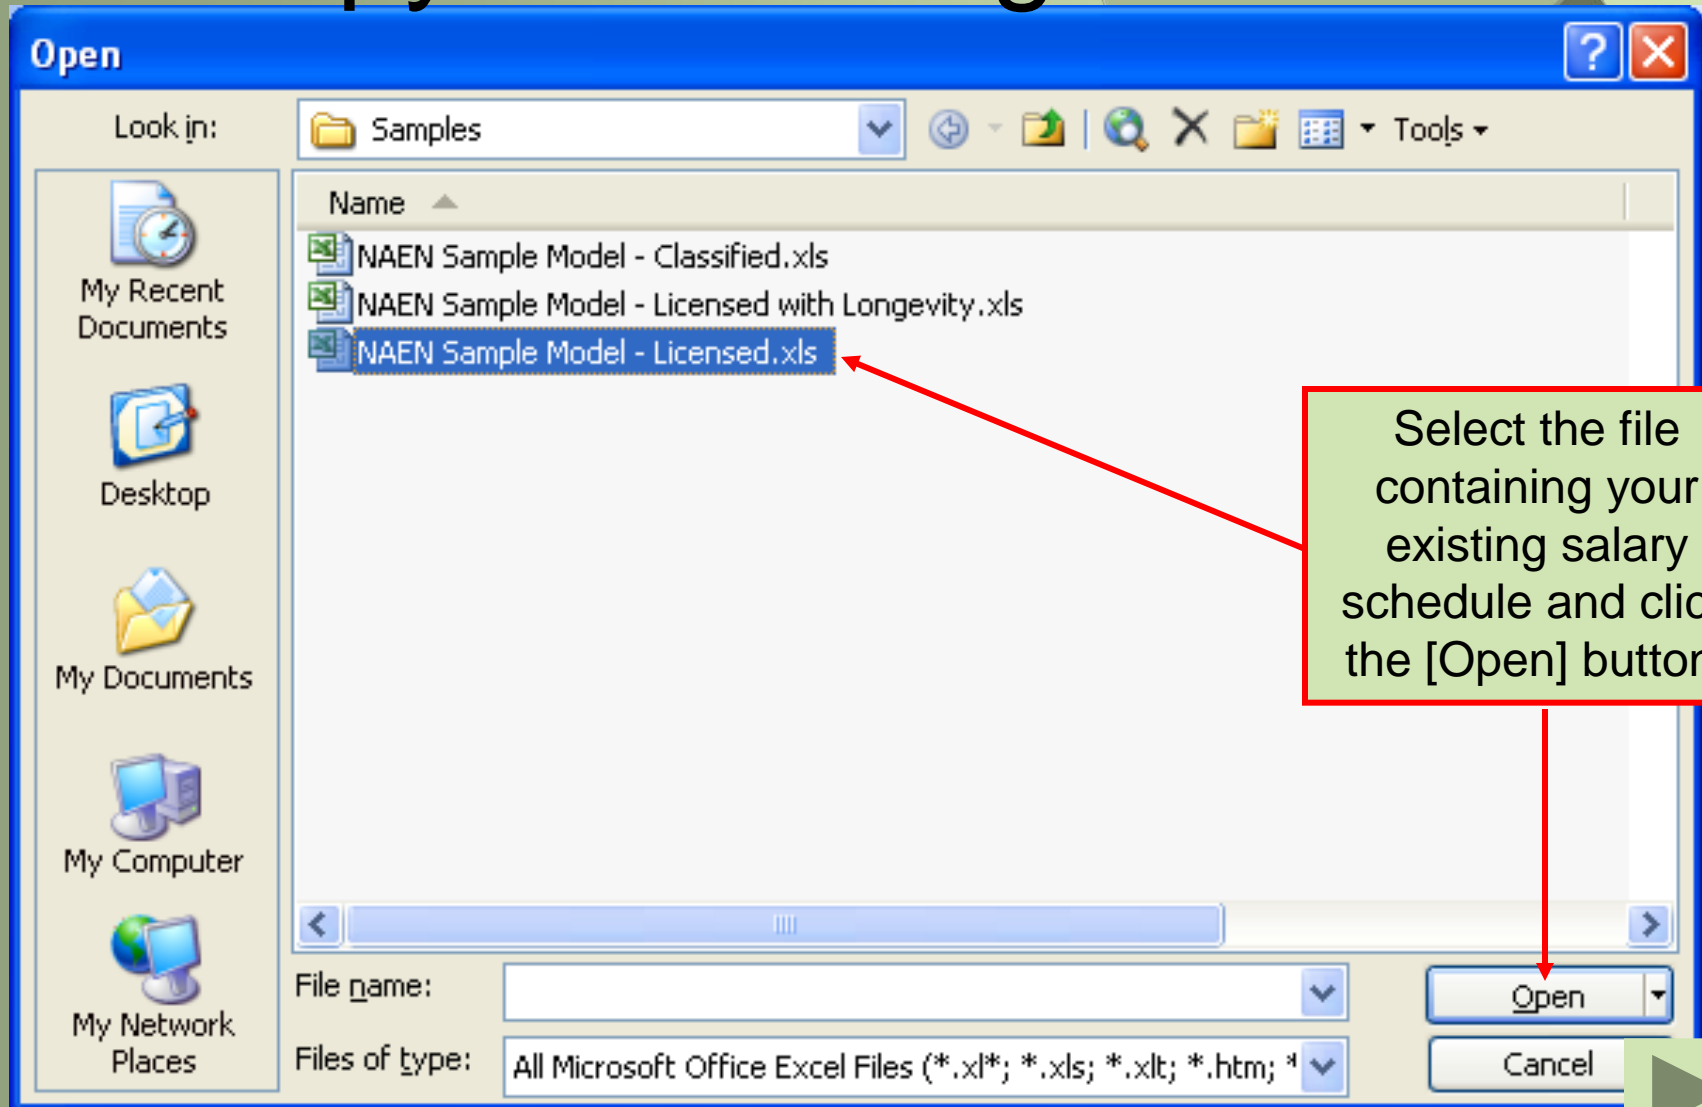 Open
Look in:
Samples
Tools
Name
NAEN Sample Model - Classified.xls
NAEN Sample Model - Licensed with Longevity.xls
NAEN Sample Model - Licensed.xls
My Recent
Documents
Desktop
My Documents
My Computer
My Network
Places
Select the file
containing your
existing salary
schedule and clic
the [Open] button
File name:
Open
Files of type:
All Microsoft Office Excel Files (*.xl*; *.xls; *.xlt; *.htm; *
Cancel